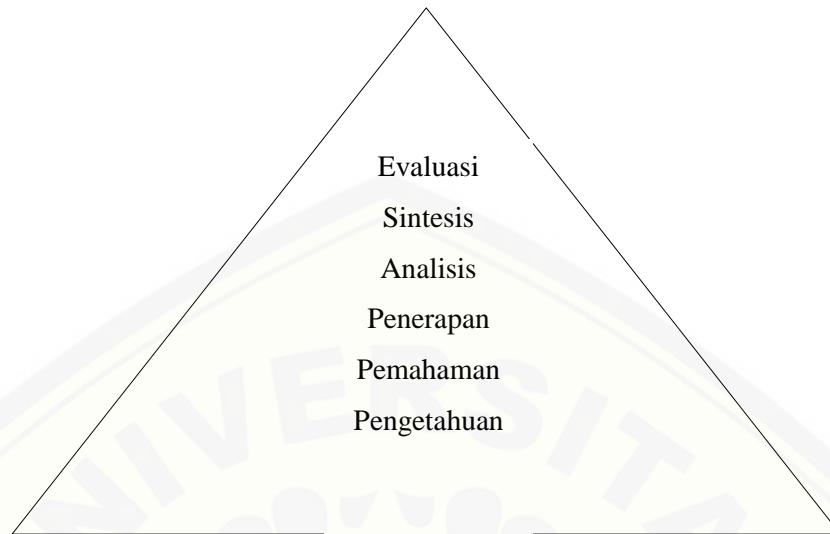 Evaluasi
Sintesis
Analisis
Penerapan
Pemahaman
Pengetahuan